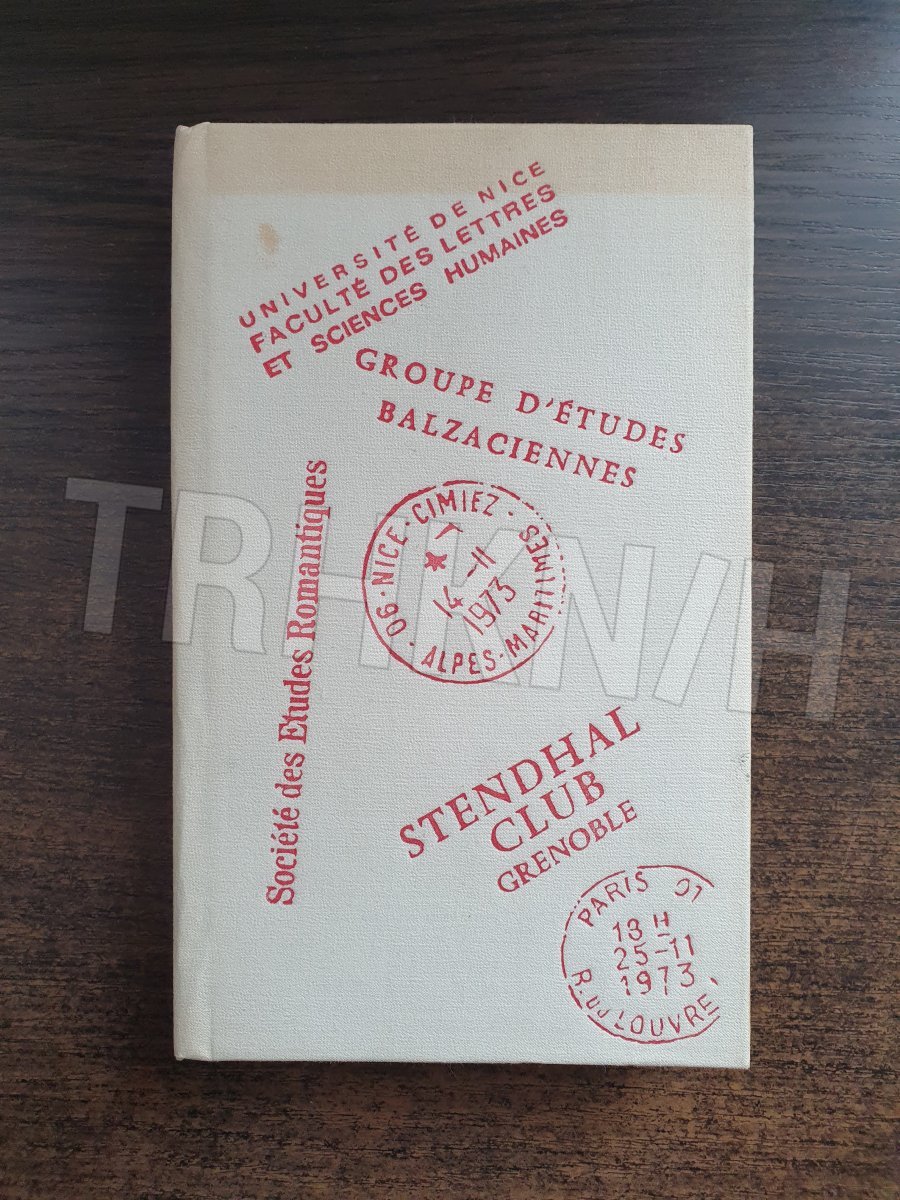 UNIVERSITÉ DE NICE
FACULTÉ DES LETTRES
ET SCIENCES HUMAINES
GROUPE D'ÉTUDES
BALZACIENNES
Société des Etudes Romantiques
06 · NICE · CIMIEZ · ALPES - MARITIMES
14 - 11
1973
STENDHAL
CLUB
GRENOBLE
PARIS 01
18 H
25-11
1973
R. DU LOUVRE
TRHKNIH